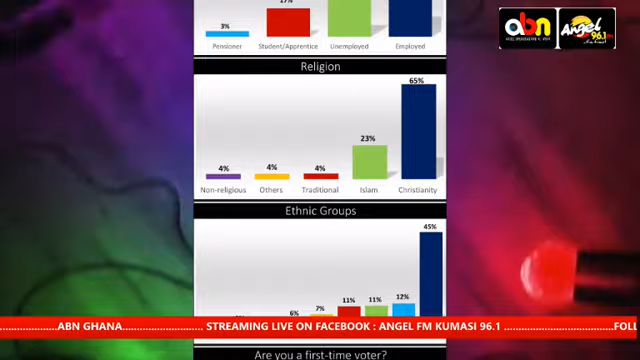 3%
Pensioner Student/Apprentice Unemployed Employed
abn
Angel
96.1 FM
Religion
4% 4% 4% 23% 65%
Non-religious Others Traditional Islam Christianity
Ethnic Groups
6% 7% 11% 11% 12% 45%
......................ABN GHANA..................... STREAMING LIVE ON FACEBOOK : ANGEL FM KUMASI 96.1 ..............................FOLL
Are you a first-time voter?